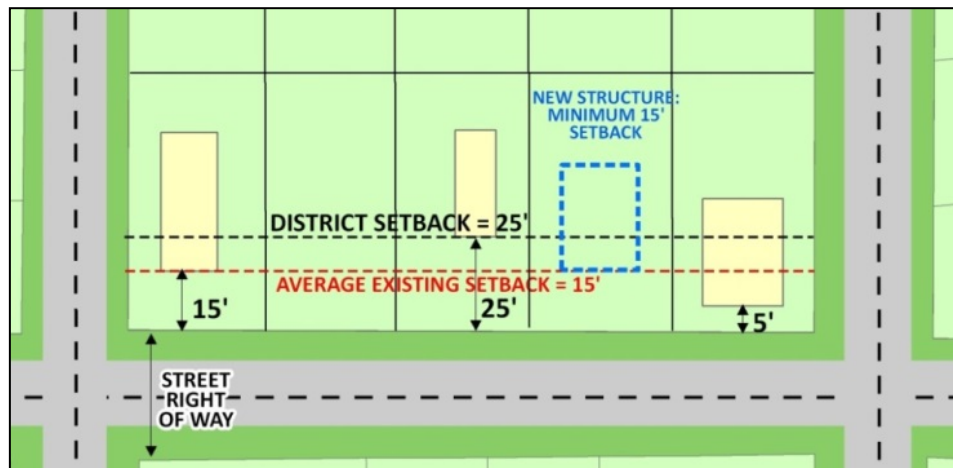 NEW STRUCTURE:
MINIMUM 15'
SETBACK
DISTRICT SETBACK = 25'
AVERAGE EXISTING SETBACK = 15'
15'
25'
5'
STREET
RIGHT
OF WAY